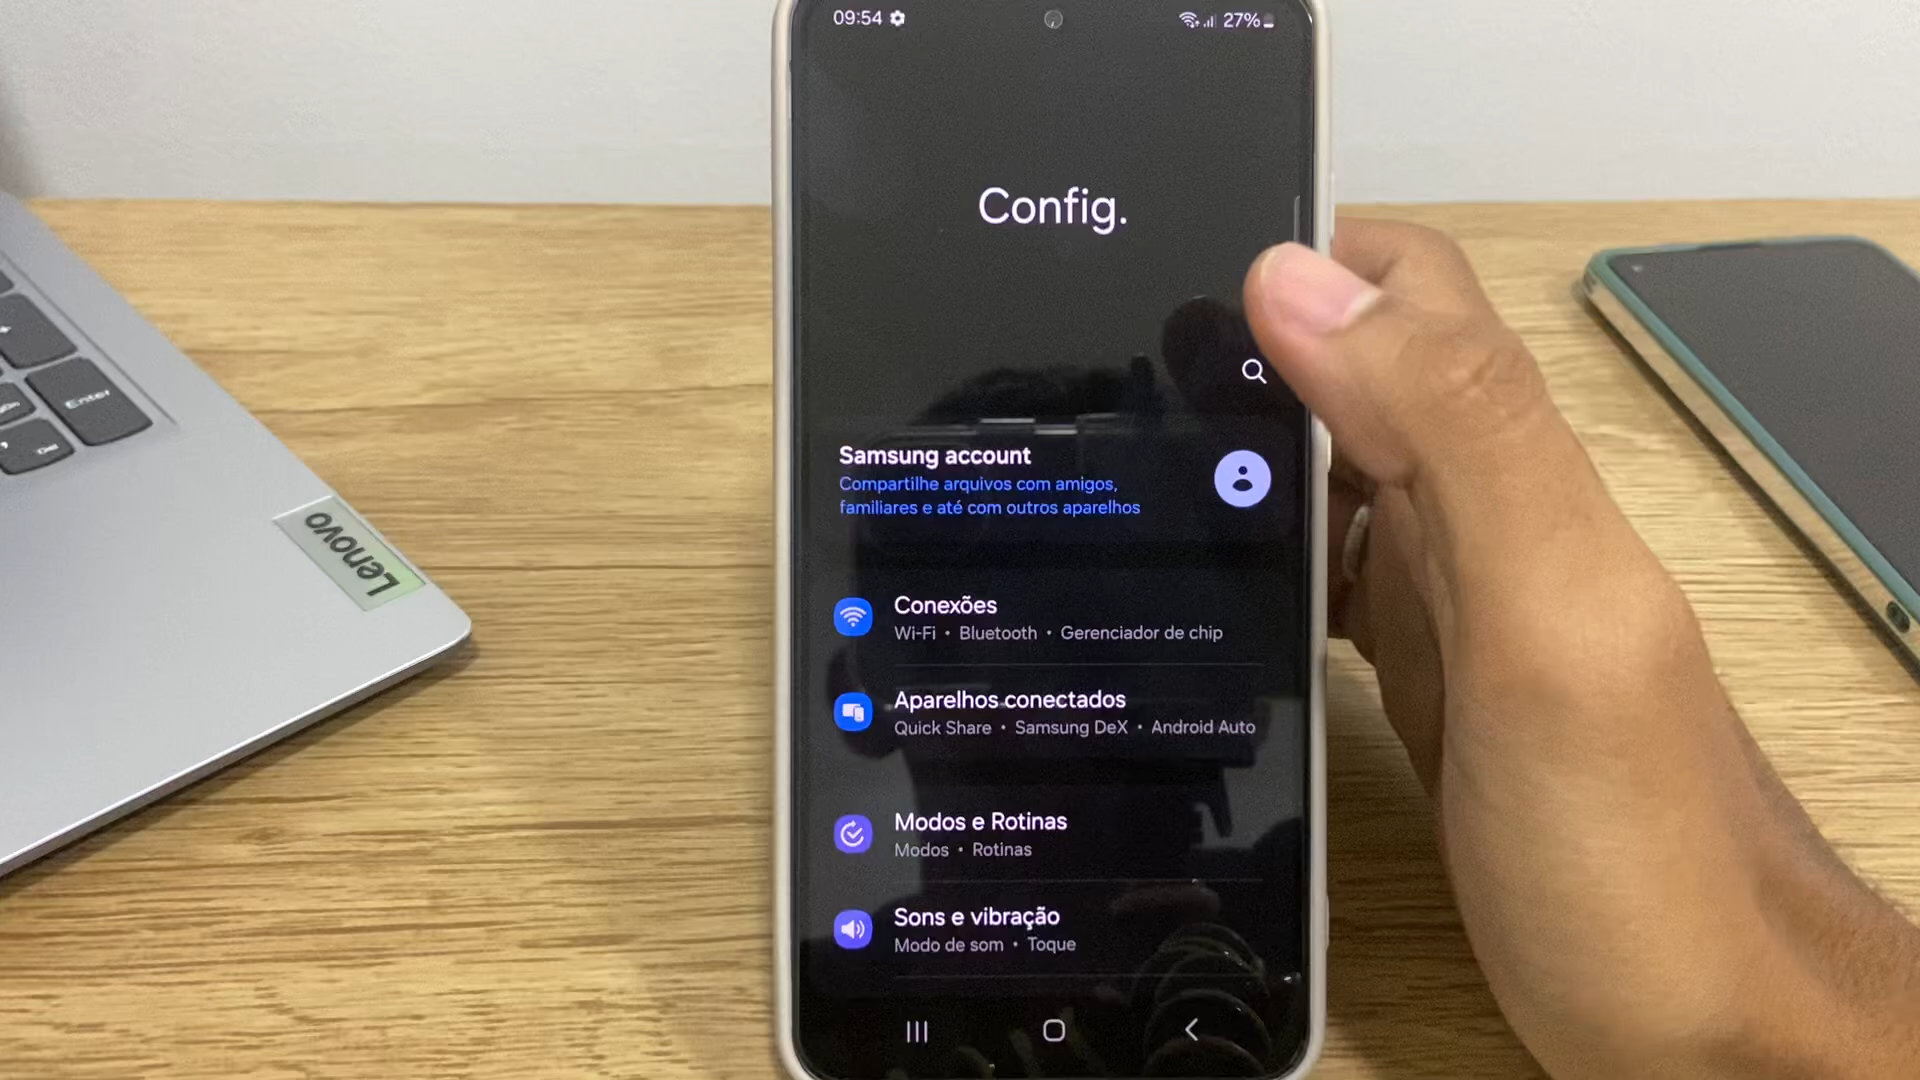 09:54
27%
Config.
Samsung account
Compartilhe arquivos com amigos,
familiares e até com outros aparelhos
Conexões
Wi-Fi • Bluetooth • Gerenciador de chip
Aparelhos conectados
Quick Share • Samsung DeX • Android Auto
Modos e Rotinas
Modos • Rotinas
Sons e vibração
Modo de som • Toque
Enter
Lenovo